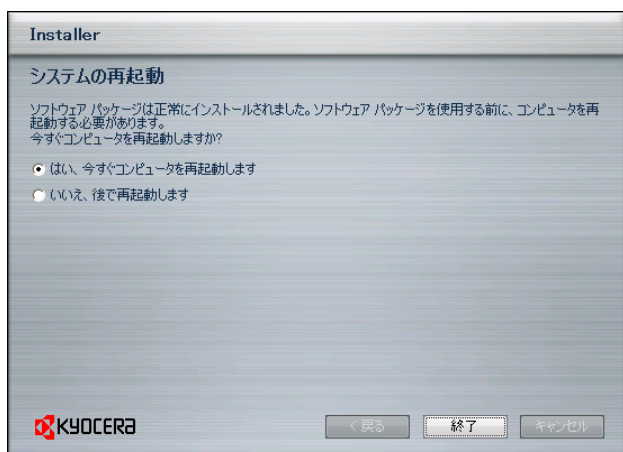 Installer
システムの再起動
ソフトウェア パッケージは正常にインストールされました。ソフトウェア パッケージを使用する前に、コンピュータを再
起動する必要があります。
今すぐコンピュータを再起動しますか?
はい、今すぐコンピュータを再起動します
いいえ、後で再起動します
KYOCERA
< 戻る 終了 キャンセル